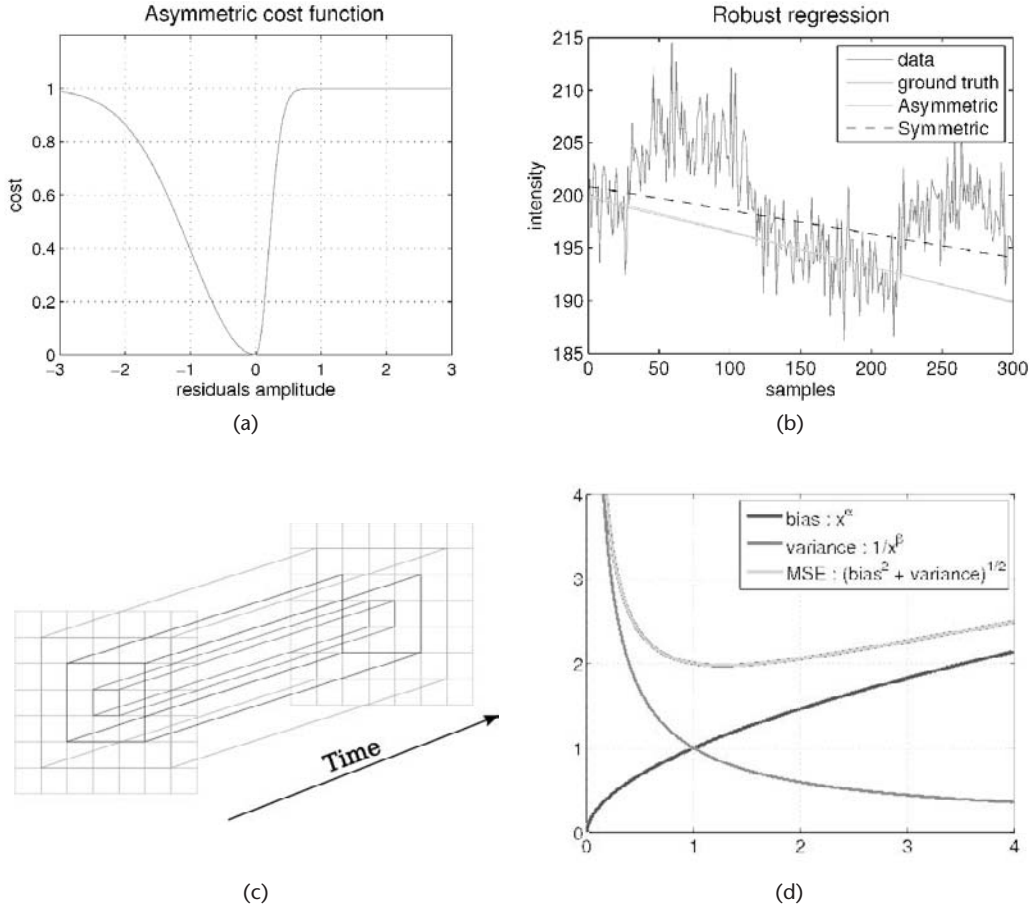 Asymmetric cost function
1
0.8
0.6
0.4
0.2
0
cost
−3 −2 −1 0 1 2 3
residuals amplitude
(a)
Robust regression
215
210
205
200
195
190
185
intensity
data
ground truth
Asymmetric
Symmetric
0 50 100 150 200 250 300
samples
(b)
Time
(c)
4
3
2
1
0
bias : x^α
variance : 1/x^β
MSE : (bias² + variance)^1/2
0 1 2 3 4
(d)